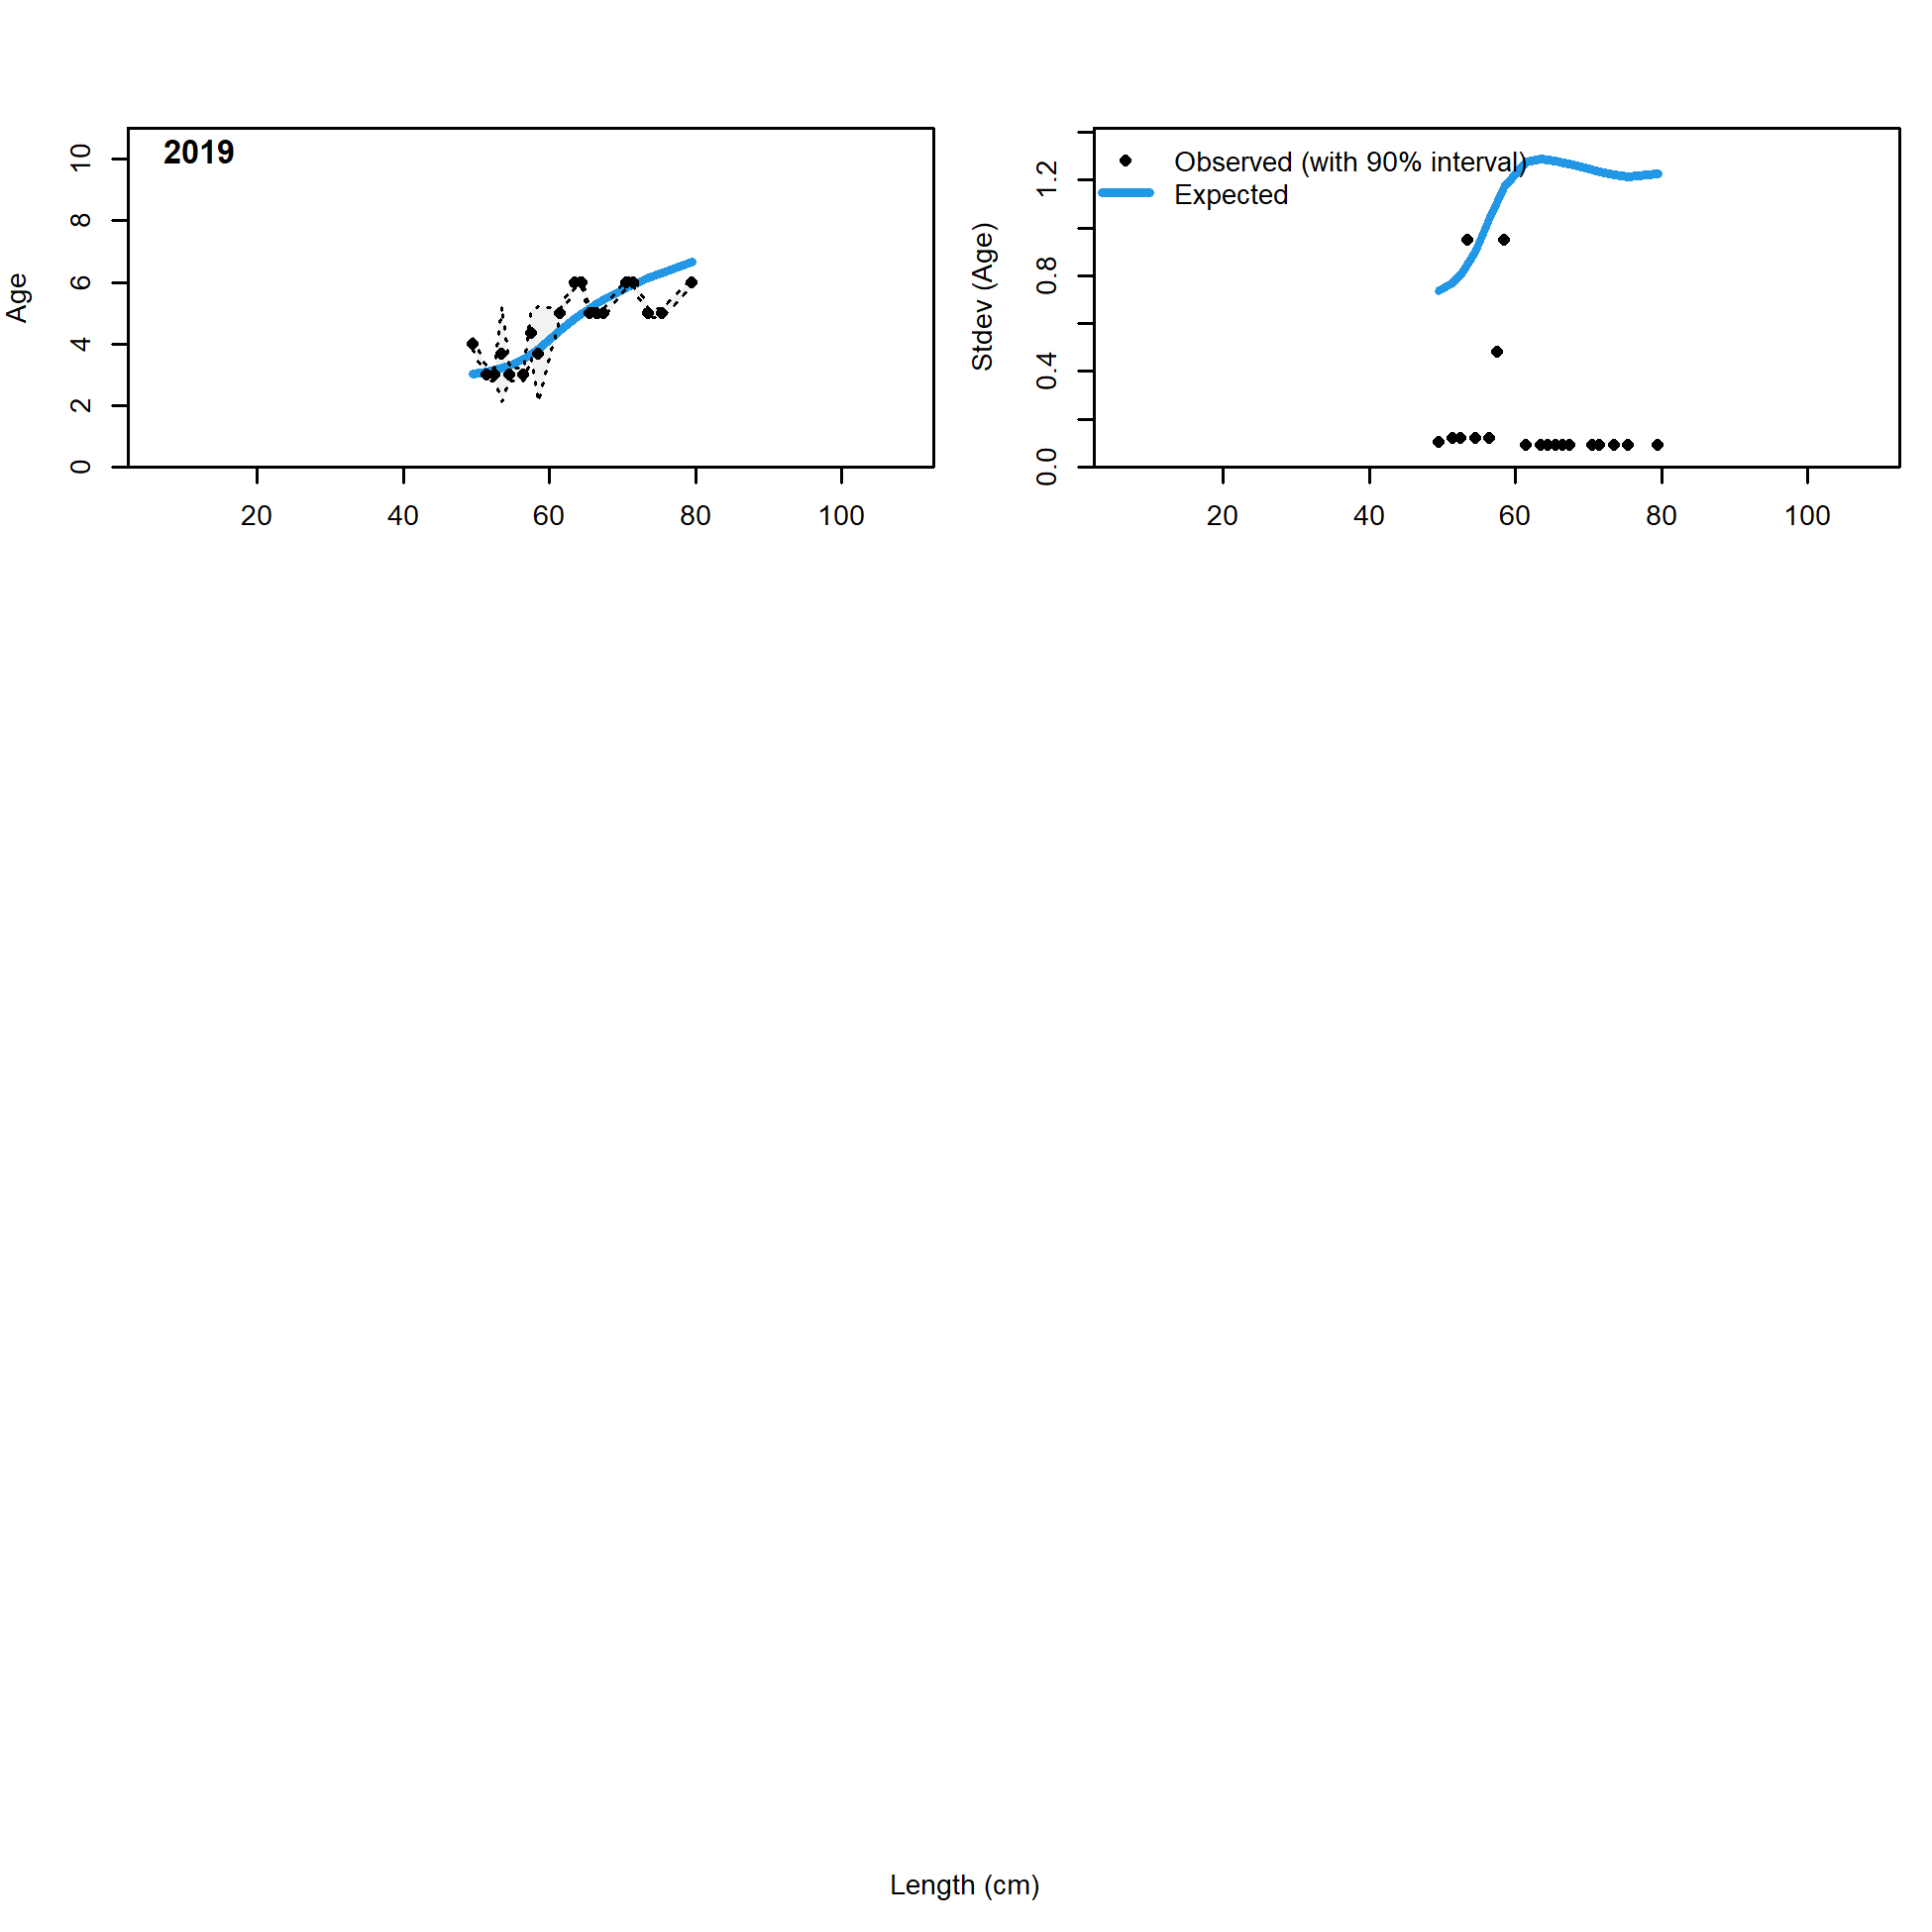 2019
Age
0 2 4 6 8 10
20 40 60 80 100
Observed (with 90% interval)
Expected
Stdev (Age)
0.0 0.4 0.8 1.2
20 40 60 80 100
Length (cm)